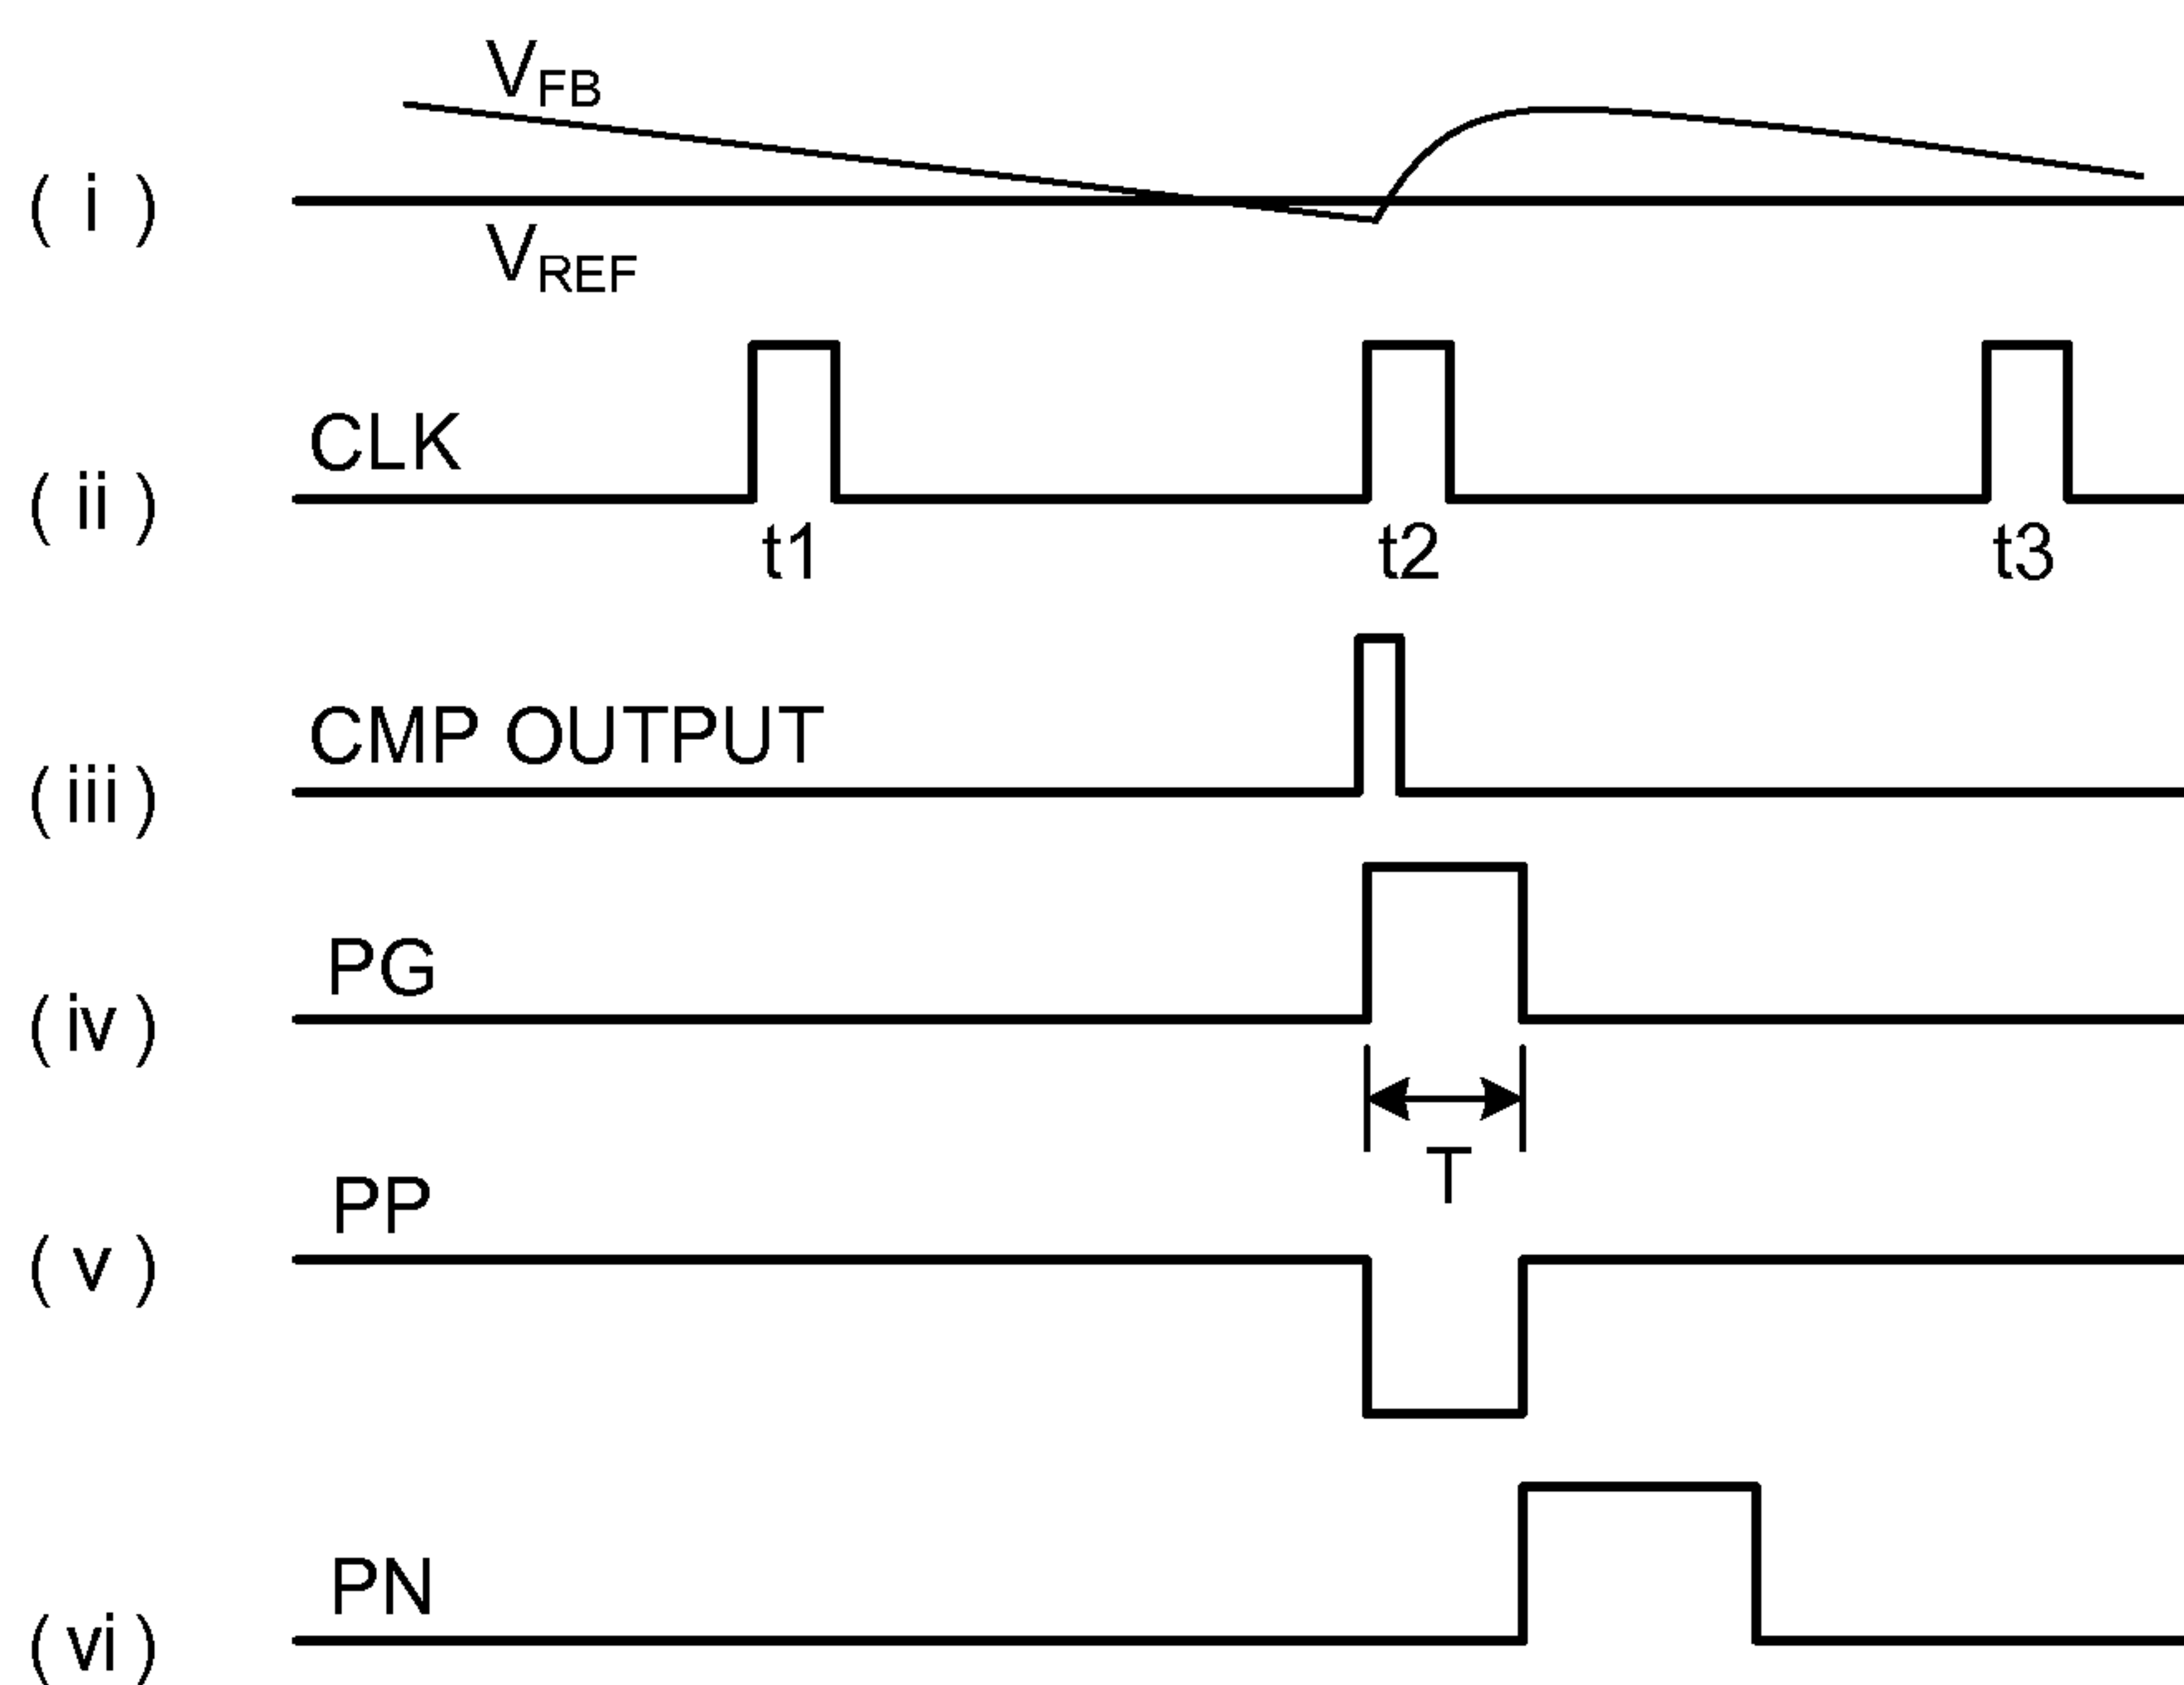 V_FB
( i )
V_REF
CLK
( ii )
t1 t2 t3
CMP OUTPUT
( iii )
PG
( iv )
T
PP
( v )
PN
( vi )